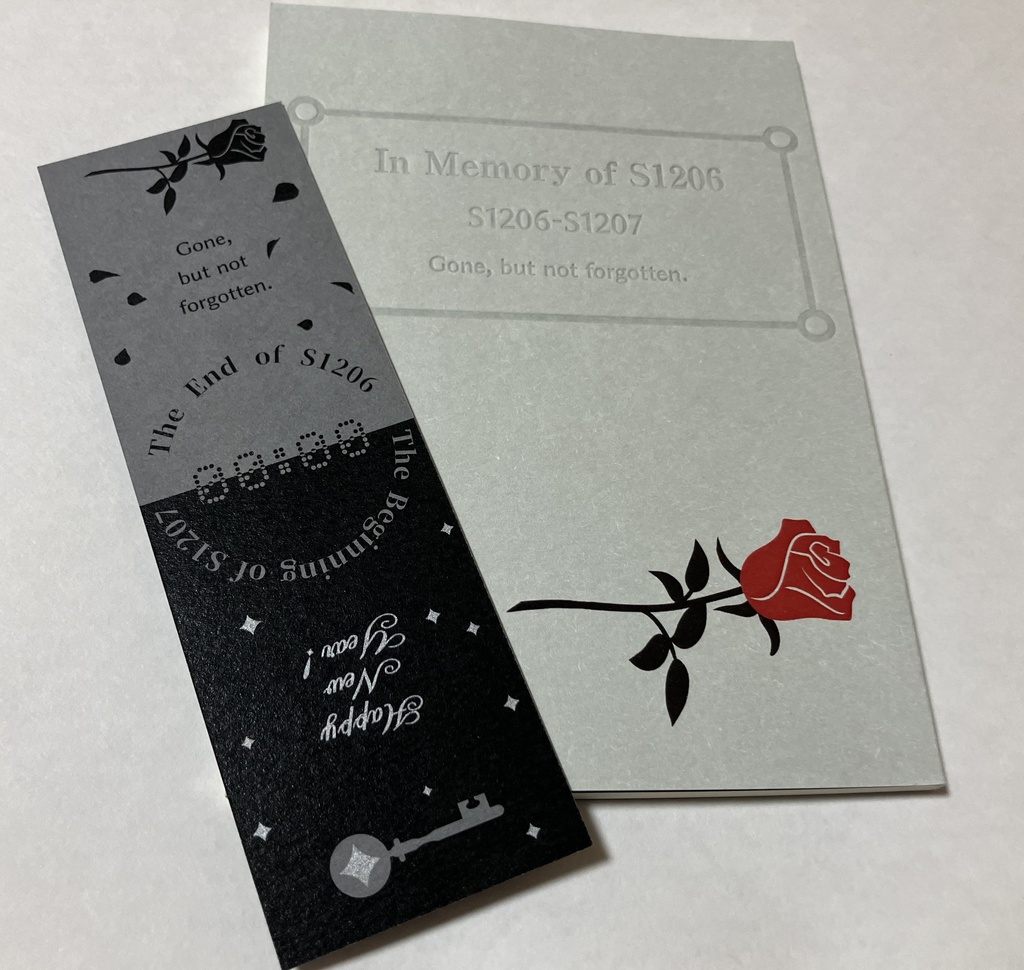 Gone,
but not
forgotten.
The End of S1206
00:00
The Beginning of S1207
Happy
New
Year!
In Memory of S1206
S1206-S1207
Gone, but not forgotten.